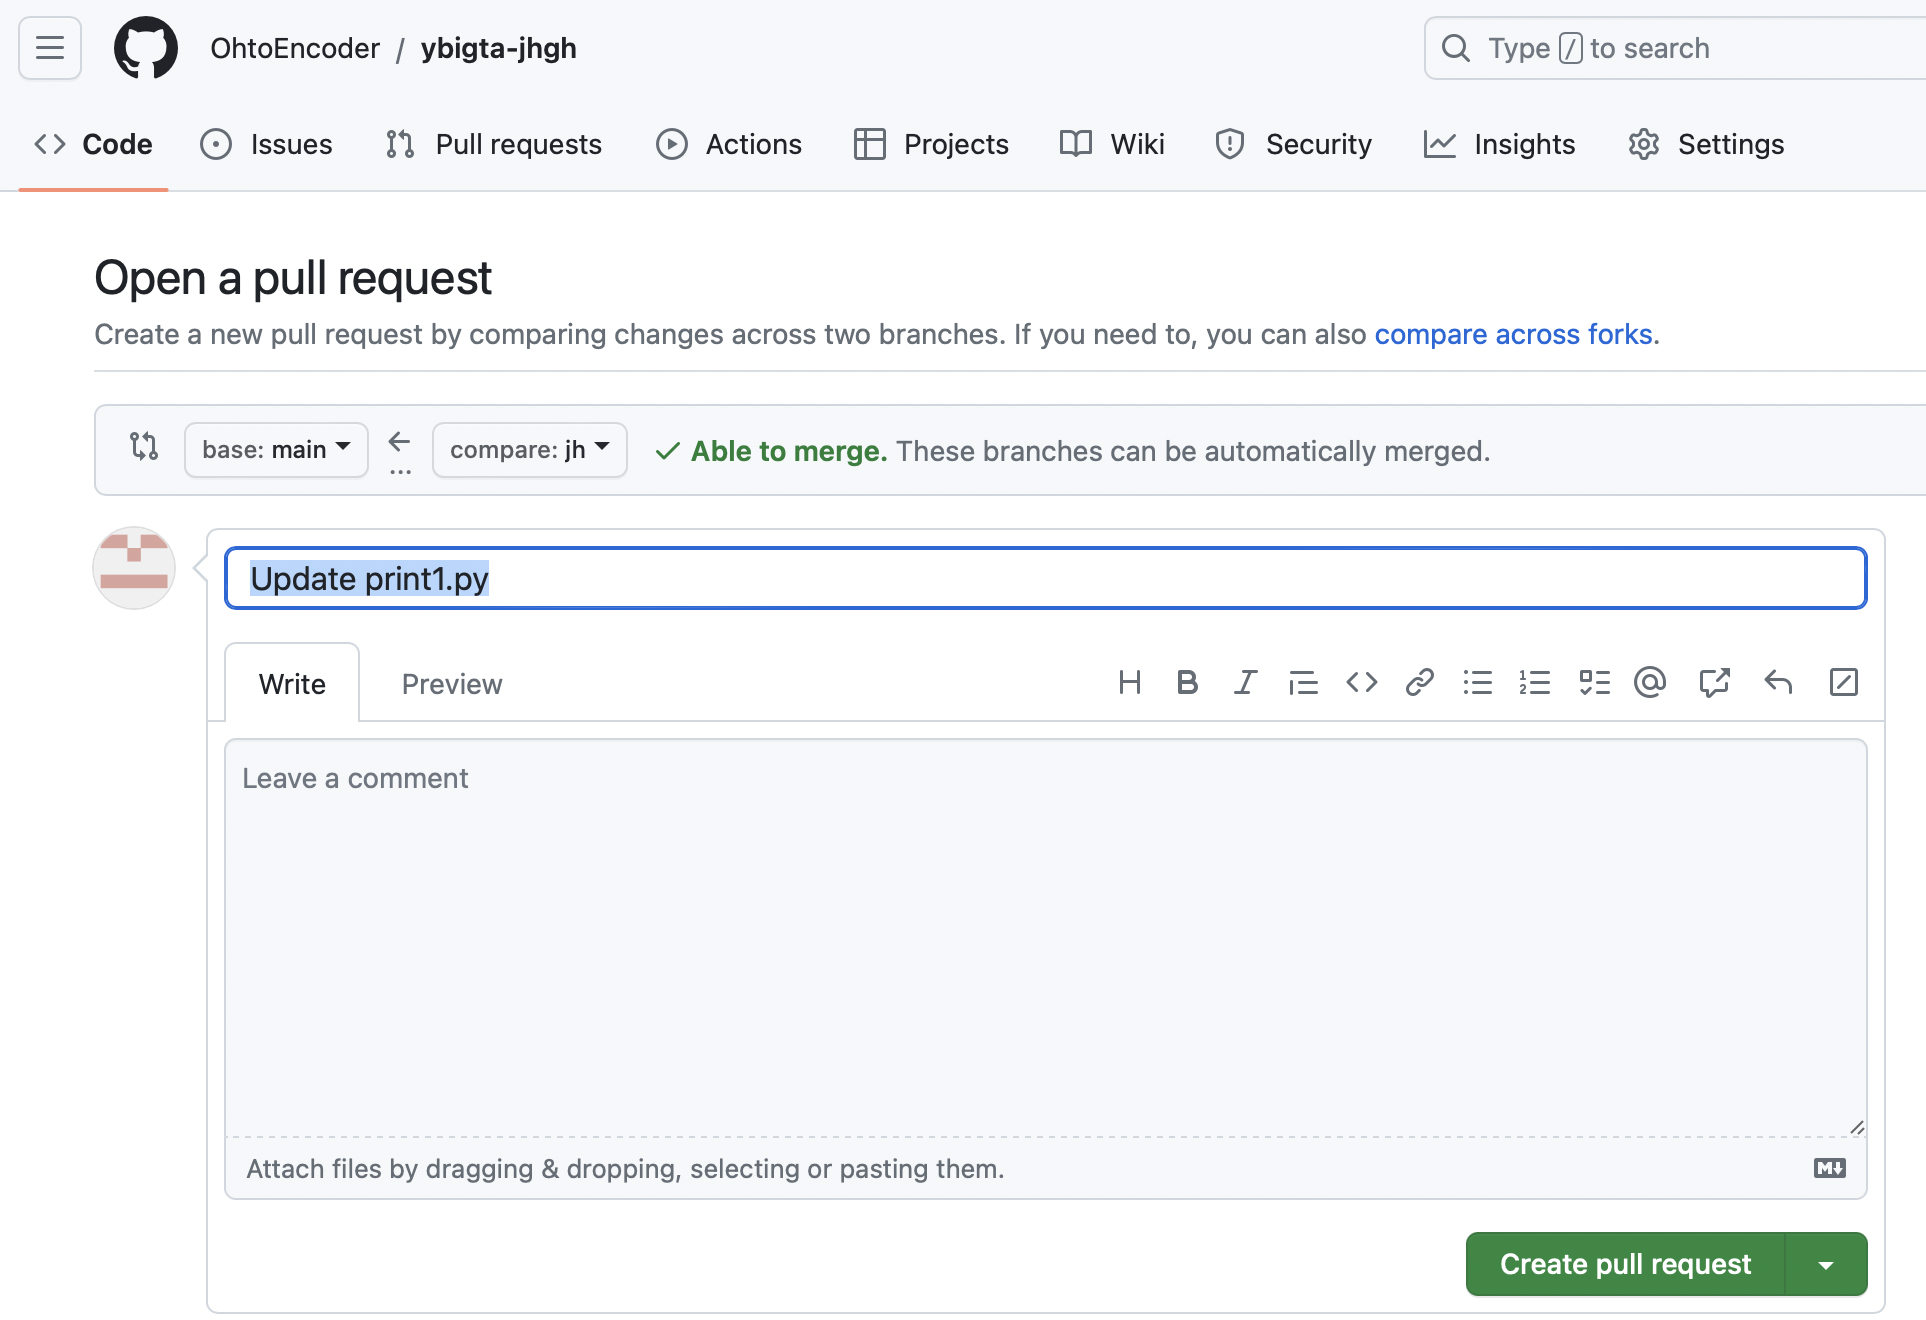 OhtoEncoder / ybigta-jhgh
Type / to search
Code Issues Pull requests Actions Projects Wiki Security Insights Settings
Open a pull request
Create a new pull request by comparing changes across two branches. If you need to, you can also compare across forks.
base: main ... compare: jh Able to merge. These branches can be automatically merged.
Update print1.py
Write Preview
Leave a comment
Attach files by dragging & dropping, selecting or pasting them.
Create pull request